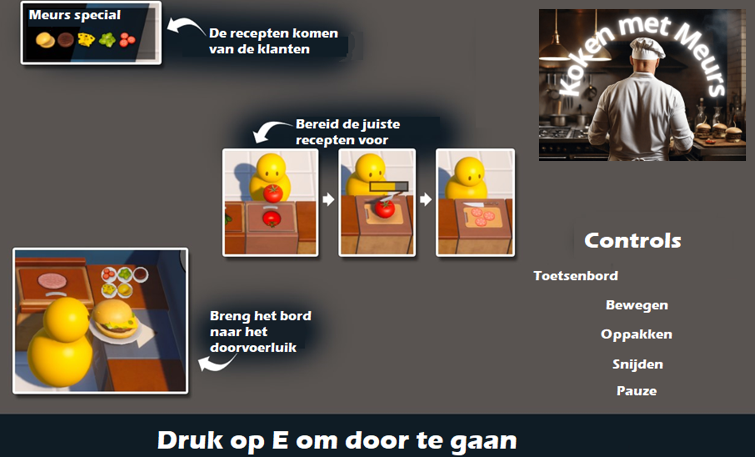 Meurs special
De recepten komen
van de klanten
Koken met Meurs
Bereid de juiste
recepten voor
Controls
Toetsenbord
Bewegen
Oppakken
Snijden
Pauze
Breng het bord
naar het
doorvoerluik
Druk op E om door te gaan